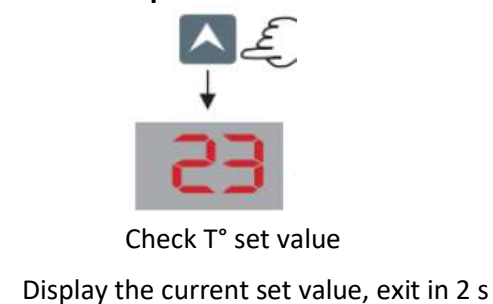 23
Check T° set value
Display the current set value, exit in 2 s